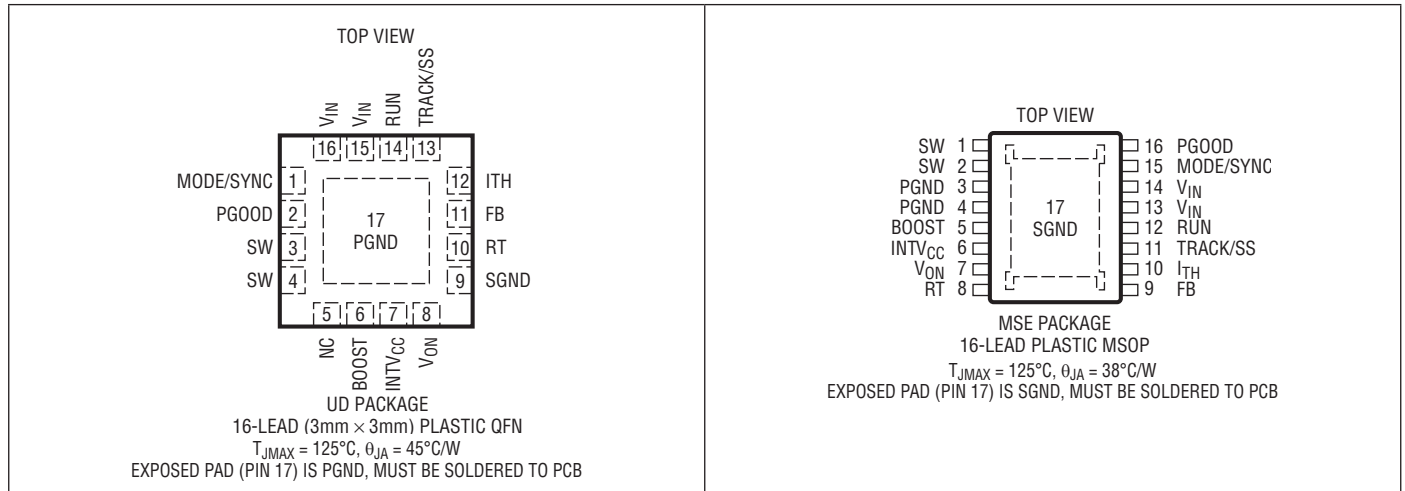 TOP VIEW
VIN
VIN
RUN
TRACK/SS
16 15 14 13
MODE/SYNC 1
PGOOD 2
SW 3
SW 4
17
PGND
12 ITH
11 FB
10 RT
9 SGND
5 6 7 8
NC
BOOST
INTVCC
VON
UD PACKAGE
16-LEAD (3mm × 3mm) PLASTIC QFN
TJMAX = 125°C, θJA = 45°C/W
EXPOSED PAD (PIN 17) IS PGND, MUST BE SOLDERED TO PCB
TOP VIEW
SW 1
SW 2
PGND 3
PGND 4
BOOST 5
INTVCC 6
VON 7
RT 8
17
SGND
16 PGOOD
15 MODE/SYNC
14 VIN
13 VIN
12 RUN
11 TRACK/SS
10 ITH
9 FB
MSE PACKAGE
16-LEAD PLASTIC MSOP
TJMAX = 125°C, θJA = 38°C/W
EXPOSED PAD (PIN 17) IS SGND, MUST BE SOLDERED TO PCB